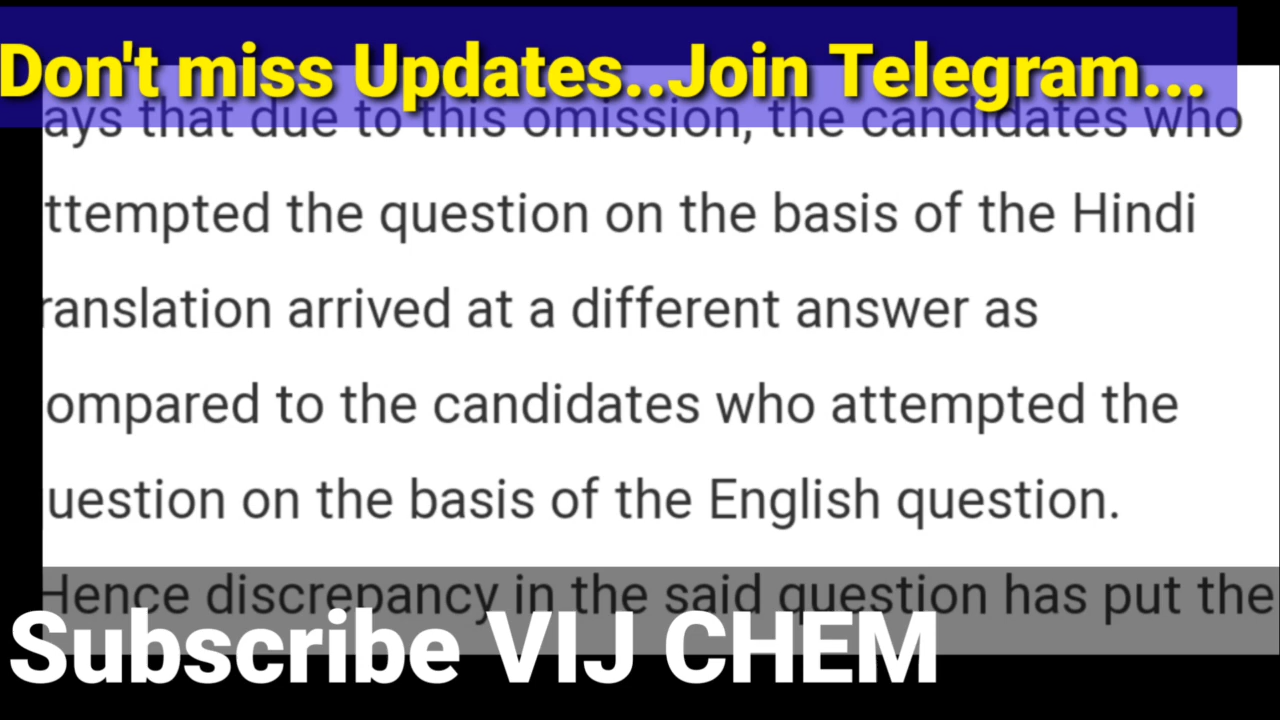 Don't miss Updates..Join Telegram...
ays that due to this omission, the candidates who
ttempted the question on the basis of the Hindi
ranslation arrived at a different answer as
ompared to the candidates who attempted the
uestion on the basis of the English question.
Hence discrepancy in the said question has put the
Subscribe VIJ CHEM